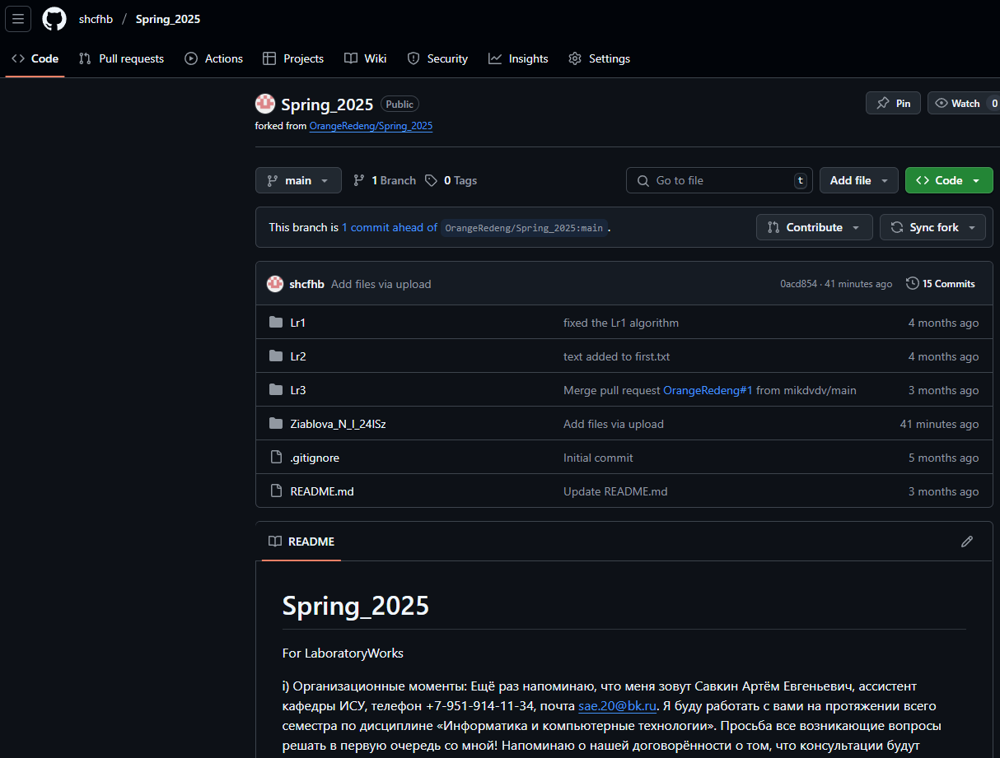 shcfhb / Spring_2025
Code Pull requests Actions Projects Wiki Security Insights Settings
Spring_2025 Public Pin Watch 0
forked from OrangeRedeng/Spring_2025
main 1 Branch 0 Tags Go to file t Add file Code
This branch is 1 commit ahead of OrangeRedeng/Spring_2025:main . Contribute Sync fork
shcfhb Add files via upload 0acd854 · 41 minutes ago 15 Commits
Lr1 fixed the Lr1 algorithm 4 months ago
Lr2 text added to first.txt 4 months ago
Lr3 Merge pull request OrangeRedeng#1 from mikdvdv/main 3 months ago
Ziablova_N_I_24ISz Add files via upload 41 minutes ago
.gitignore Initial commit 5 months ago
README.md Update README.md 3 months ago
README
Spring_2025
For LaboratoryWorks
i) Организационные моменты: Ещё раз напоминаю, что меня зовут Савкин Артём Евгеньевич, ассистент
кафедры ИСУ, телефон +7-951-914-11-34, почта sae.20@bk.ru. Я буду работать с вами на протяжении всего
семестра по дисциплине «Информатика и компьютерные технологии». Просьба все возникающие вопросы
решать в первую очередь со мной! Напоминаю о нашей договорённости о том, что консультации будут